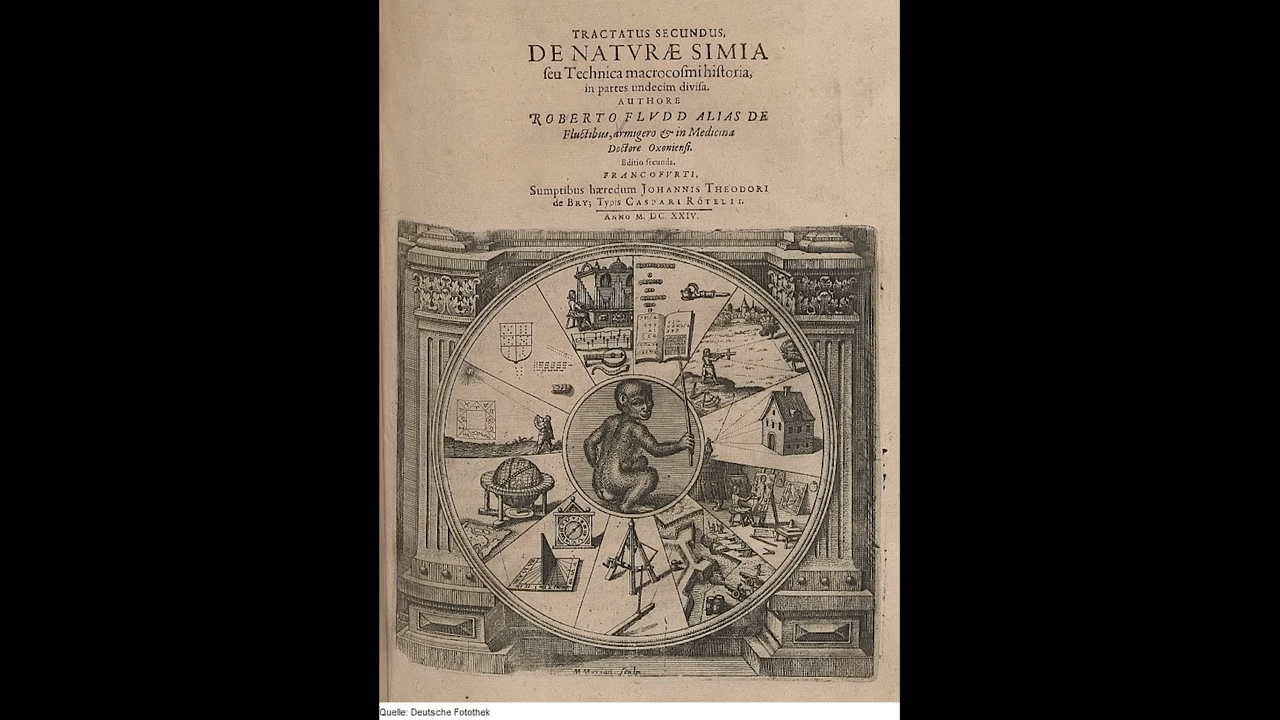 TRACTATUS SECUNDUS,
DE NATVRÆ SIMIA
ſeu Technica macrocoſmi hiſtoria,
in partes undecim diviſa.
AUTHORE
ROBERTO FLVDD ALIAS DE
Fluctibus, armigero & in Medicina
Doctore Oxonienſi.
Editio ſecunda.
FRANCOFVRTI,
Sumptibus hæredum JOHANNIS THEODORI
de BRY; Typis CASPARI RÖTELII.
ANNO M. DC. XXIV.
M Merian ſculp
Quelle: Deutsche Fotothek